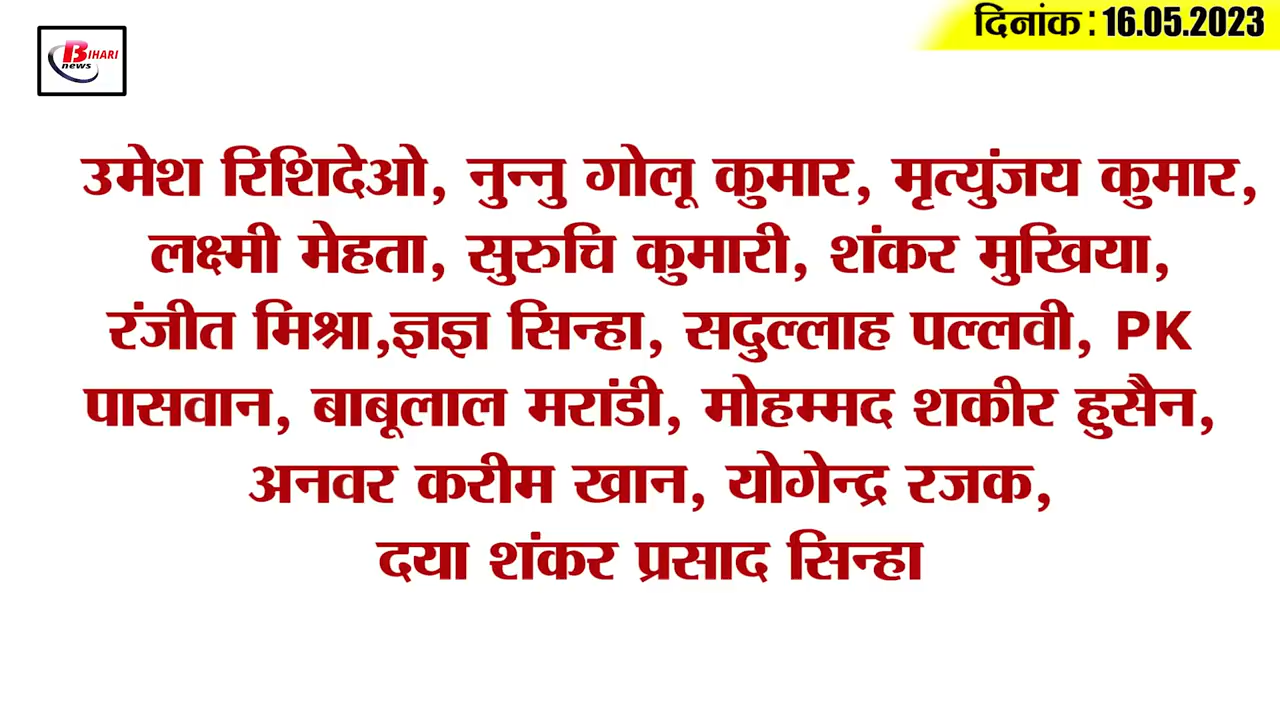 BIHARI
news
दिनांक : 16.05.2023
उमेश रिशिदेओ, नुन्नु गोलू कुमार, मृत्युंजय कुमार,
लक्ष्मी मेहता, सुरुचि कुमारी, शंकर मुखिया,
रंजीत मिश्रा,ज्ञज्ञ सिन्हा, सदुल्लाह पल्लवी, PK
पासवान, बाबूलाल मरांडी, मोहम्मद शकीर हुसैन,
अनवर करीम खान, योगेन्द्र रजक,
दया शंकर प्रसाद सिन्हा